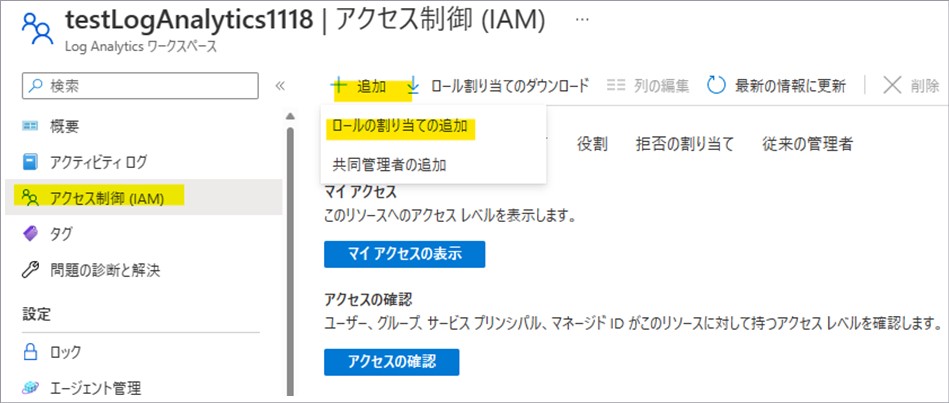 testLogAnalytics1118 | アクセス制御 (IAM) …
Log Analytics ワークスペース
検索 «
追加 ロール割り当てのダウンロード 列の編集 最新の情報に更新 削除
概要
アクティビティ ログ
アクセス制御 (IAM)
タグ
問題の診断と解決
設定
ロック
エージェント管理
ロールの割り当ての追加
共同管理者の追加
役割 拒否の割り当て 従来の管理者
マイ アクセス
このリソースへのアクセス レベルを表示します。
マイ アクセスの表示
アクセスの確認
ユーザー、グループ、サービス プリンシパル、マネージド ID がこのリソースに対して持つアクセス レベルを確認します。
アクセスの確認